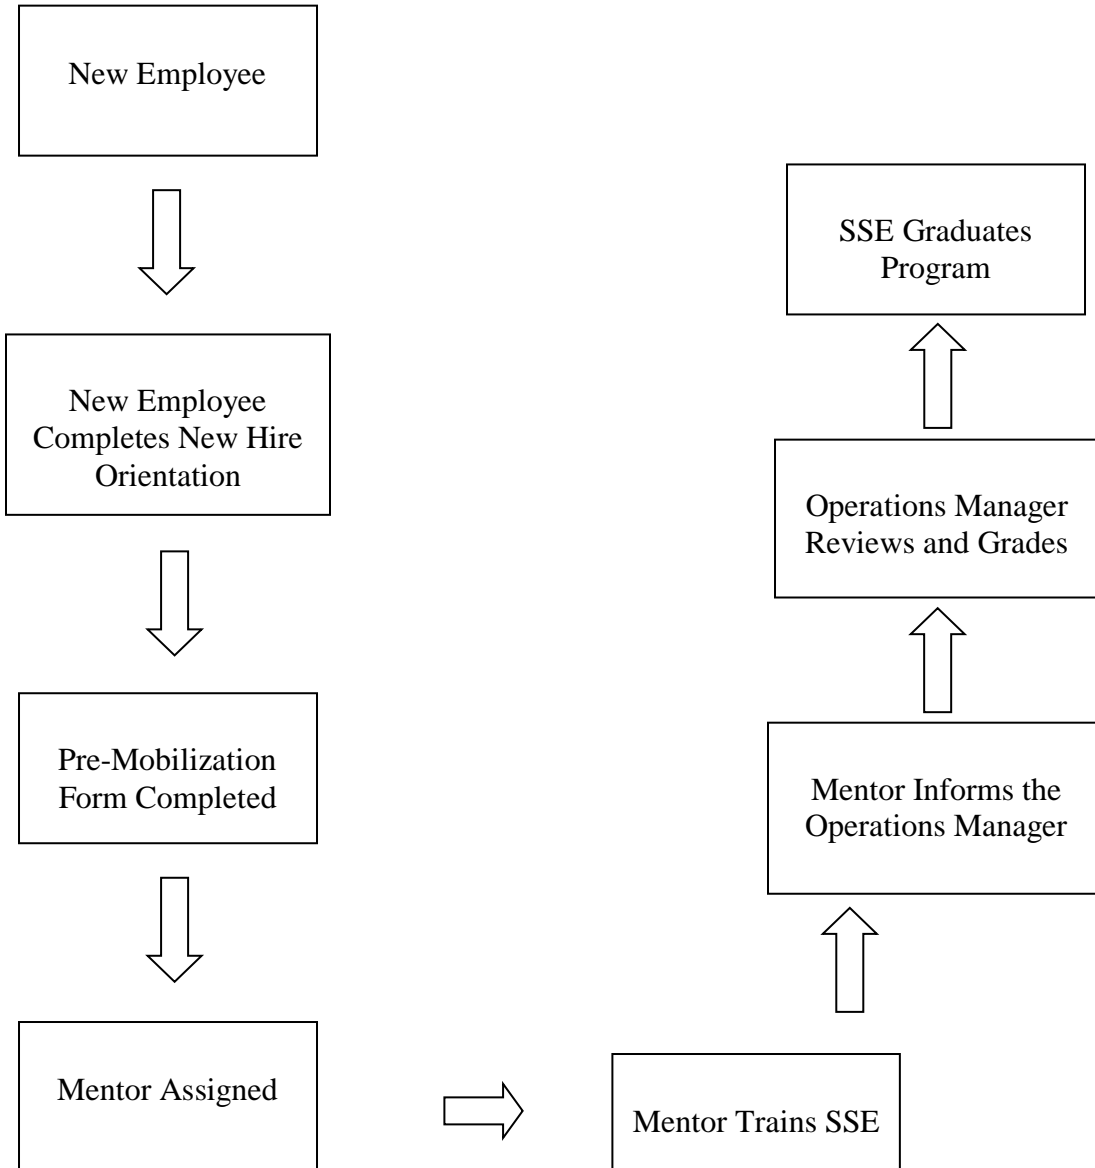 New Employee
New Employee
Completes New Hire
Orientation
Pre-Mobilization
Form Completed
Mentor Assigned
Mentor Trains SSE
Mentor Informs the
Operations Manager
Operations Manager
Reviews and Grades
SSE Graduates
Program